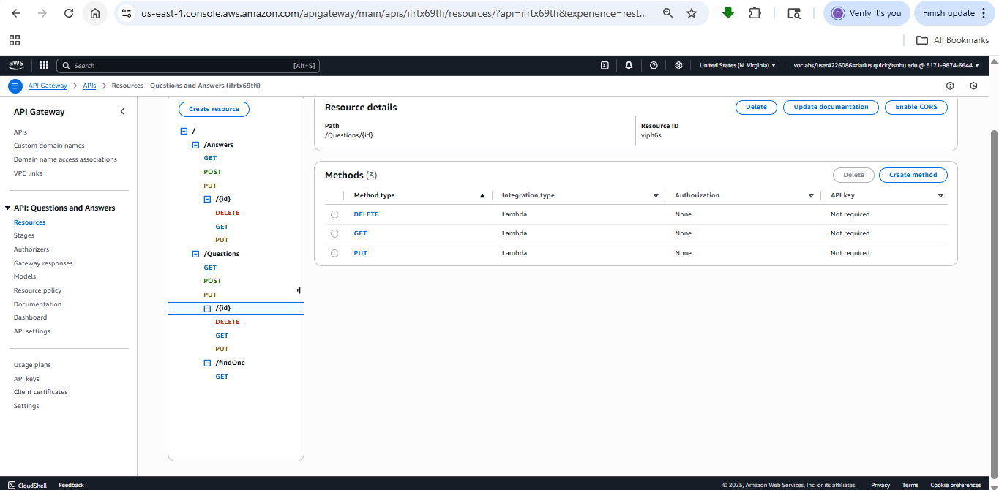 us-east-1.console.aws.amazon.com/apigateway/main/apis/ifrtx69tfi/resources/?api=ifrtx69tfi&experience=rest...
D Verify it's you
Finish update
All Bookmarks
aws
Search [Alt+S]
United States (N. Virginia)
voclabs/user4226086=darius.quick@snhu.edu @ 5171-9874-6644
API Gateway > APIs > Resources - Questions and Answers (ifrtx69tfi)
API Gateway
APIs
Custom domain names
Domain name access associations
VPC links
API: Questions and Answers
Resources
Stages
Authorizers
Gateway responses
Models
Resource policy
Documentation
Dashboard
API settings
Usage plans
API keys
Client certificates
Settings
Create resource
/
/Answers
GET
POST
PUT
/{id}
DELETE
GET
PUT
/Questions
GET
POST
PUT
/{id}
DELETE
GET
PUT
/findOne
GET
Resource details
Delete
Update documentation
Enable CORS
Path
/Questions/{id}
Resource ID
viph6s
Methods (3)
Delete
Create method
Method type Integration type Authorization API key
DELETE Lambda None Not required
GET Lambda None Not required
PUT Lambda None Not required
CloudShell Feedback
© 2025, Amazon Web Services, Inc. or its affiliates. Privacy Terms Cookie preferences